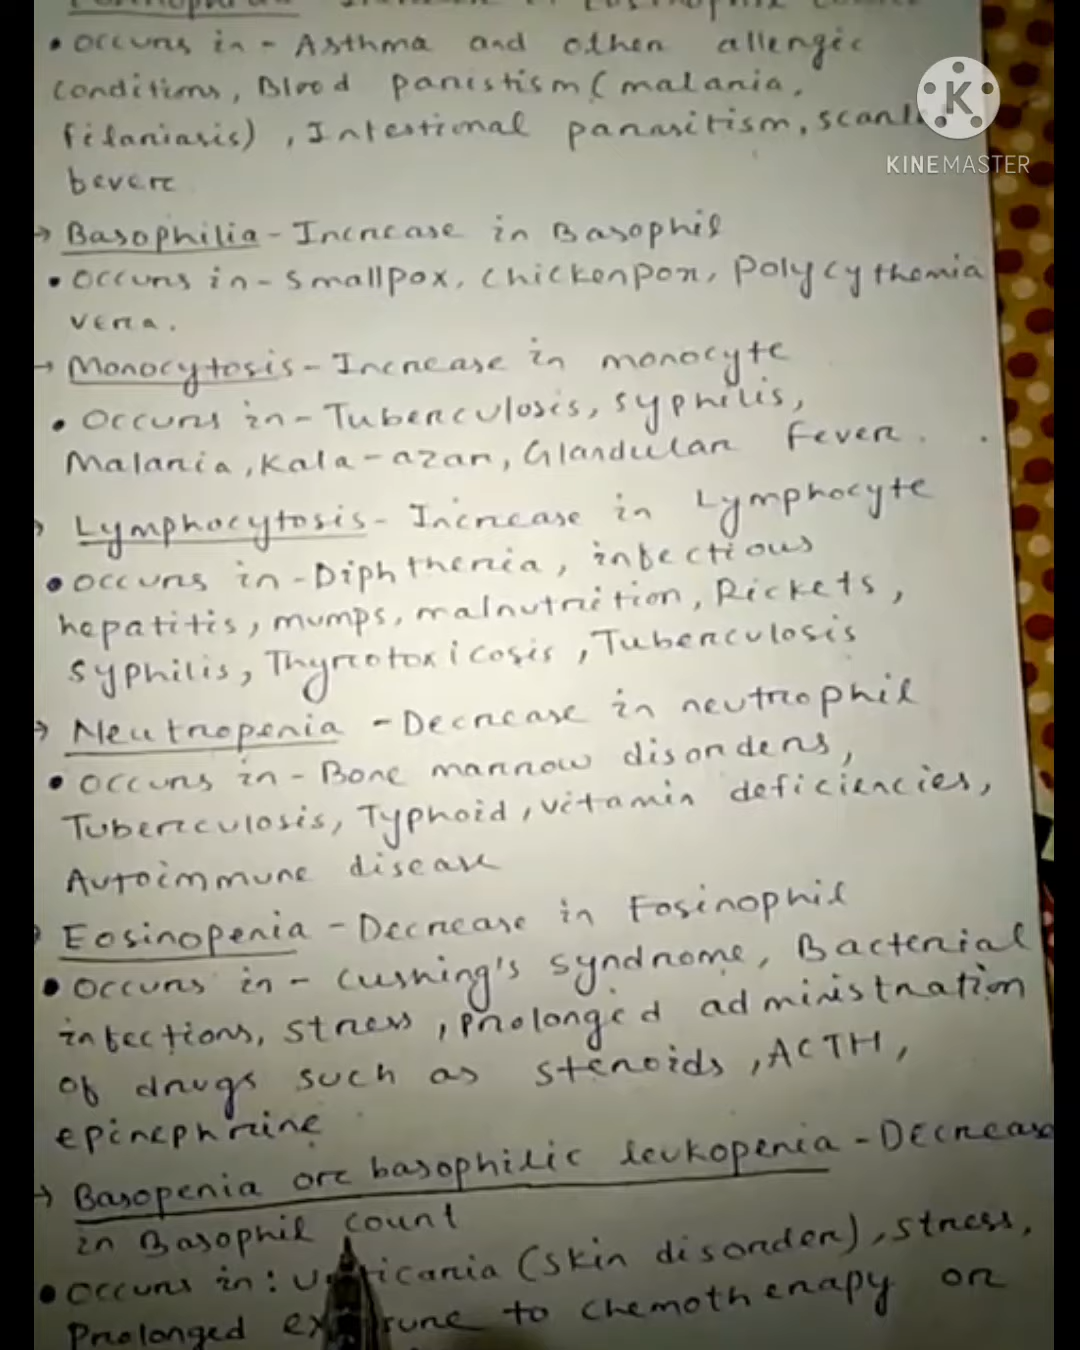 • Occurs in - Asthma and other allergic
conditions, Blood paristism (malaria,
filariasis), Intestional parasitism,
fever
KINEMASTER
→ Basophilia - Increase in Basophil
• Occurs in - Smallpox, chickenpox, Polycythemia
vera.
→ Monocytosis - Increase in monocyte
• Occurs in - Tuberculosis, syphilis,
Malaria, Kala-azar, Glandular fever.
→ Lymphocytosis - Increase in Lymphocyte
• Occurs in - Diphtheria, infectious
hepatitis, mumps, malnutrition, Rickets,
syphilis, Thyrotoxicosis, Tuberculosis
→ Neutropenia - Decrease in neutrophil
• Occurs in - Bone marrow disorders,
Tuberculosis, Typhoid, vitamin deficiencies,
Autoimmune disease
Eosinopenia - Decrease in Eosinophil
• Occurs in - cushing's syndrome, Bacterial
infections, stress, prolonged administration
of drugs such as steroids, ACTH,
epinephrine
→ Basopenia or basophilic leukopenia - Decrease
in Basophil count
• Occurs in: (skin disorder), stress,
Prolonged to chemotherapy or